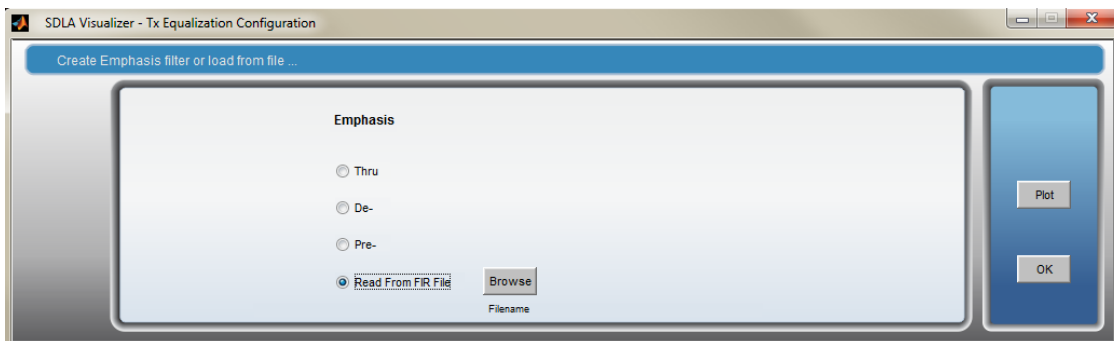 SDLA Visualizer - Tx Equalization Configuration
Create Emphasis filter or load from file ...
Emphasis
Thru
De-
Pre-
Read From FIR File
Browse
Filename
Plot
OK